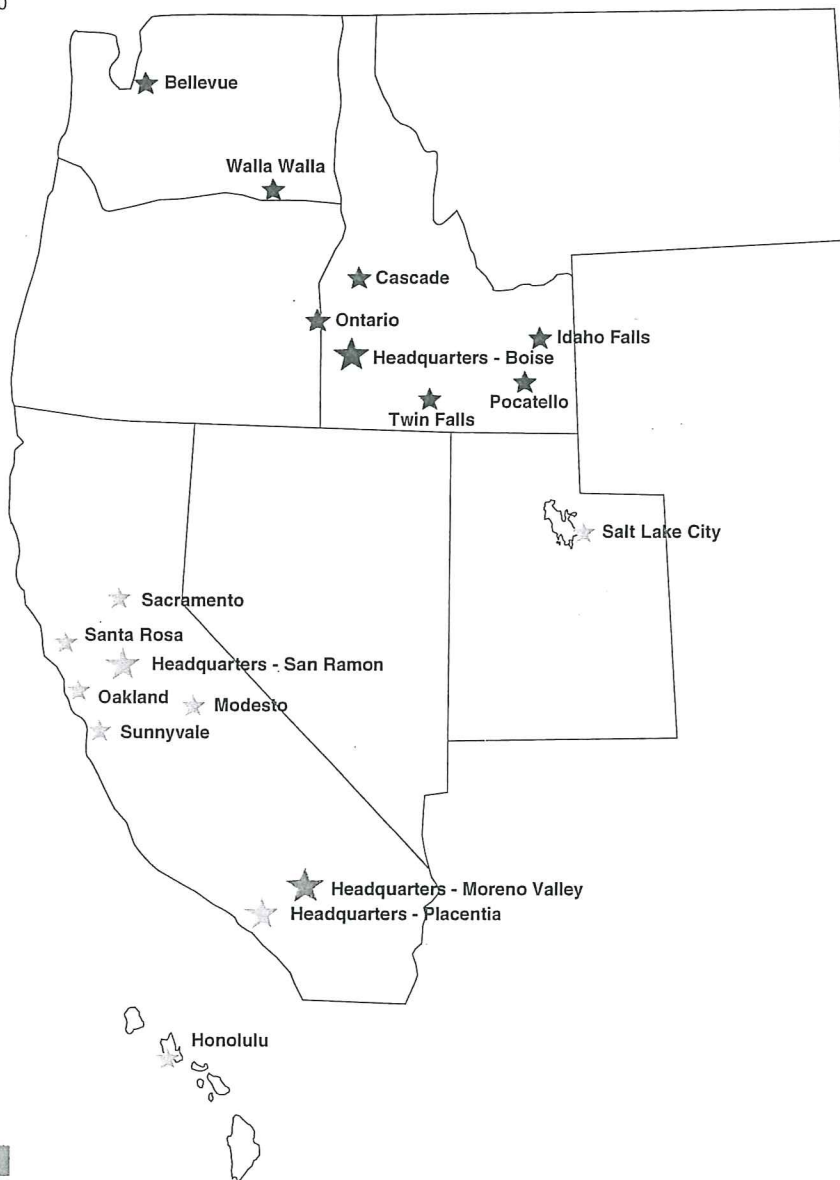 Bellevue
Walla Walla
Cascade
Ontario
Idaho Falls
Headquarters - Boise
Pocatello
Twin Falls
Salt Lake City
Sacramento
Santa Rosa
Headquarters - San Ramon
Oakland
Modesto
Sunnyvale
Headquarters - Moreno Valley
Headquarters - Placentia
Honolulu